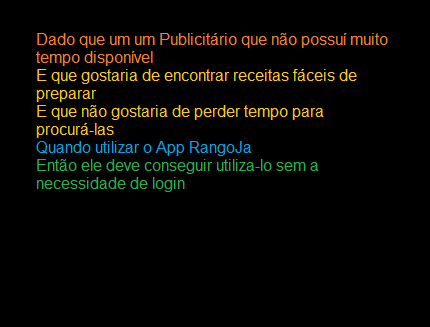 Dado que um um Publicitário que não possuí muito
tempo disponível
E que gostaria de encontrar receitas fáceis de
preparar
E que não gostaria de perder tempo para
procurá-las
Quando utilizar o App RangoJa
Então ele deve conseguir utiliza-lo sem a
necessidade de login